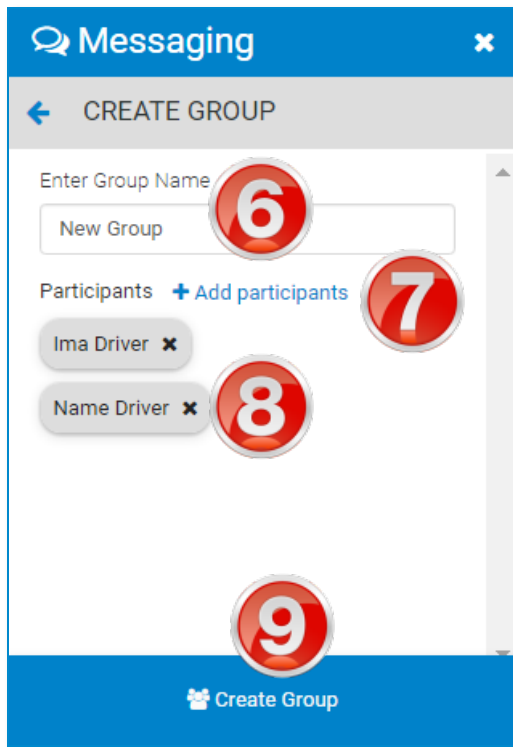 Messaging
CREATE GROUP
Enter Group Name
6
New Group
Participants + Add participants
7
Ima Driver ✖
Name Driver ✖
8
9
Create Group